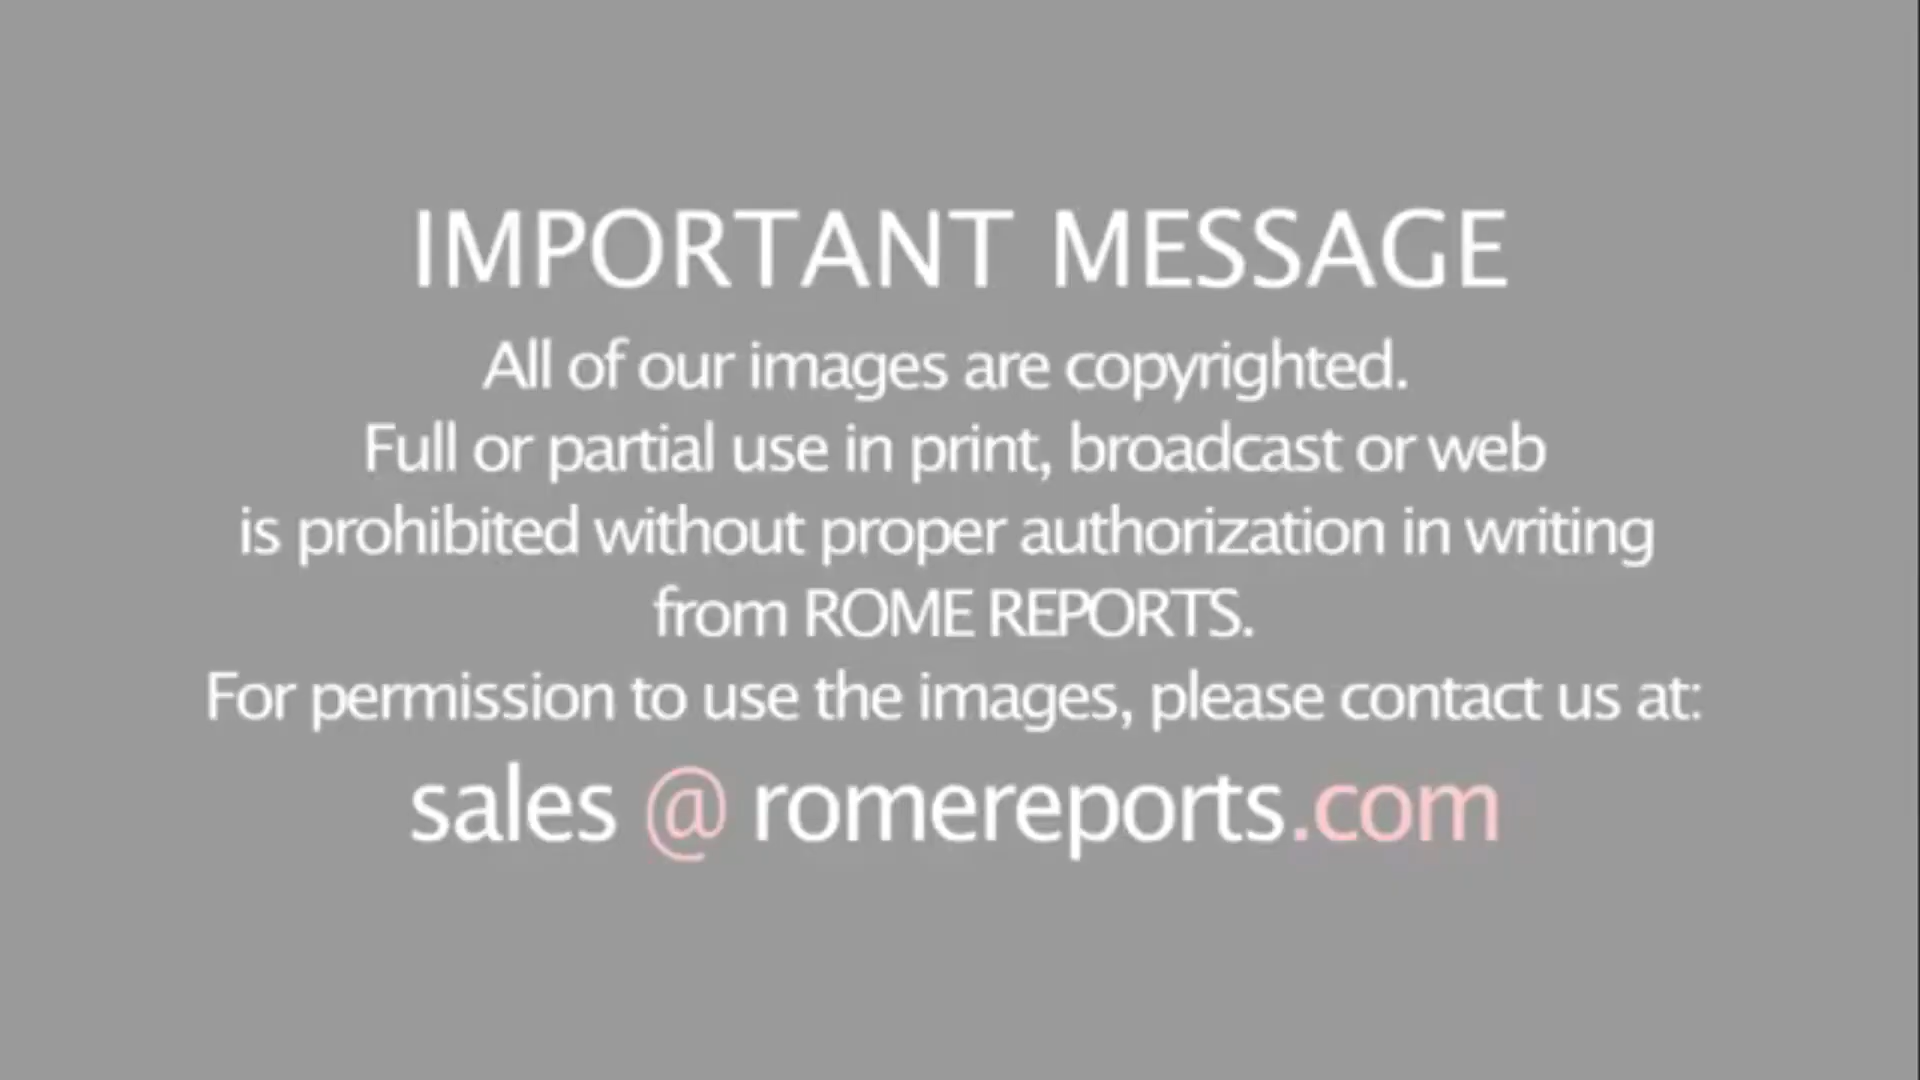 IMPORTANT MESSAGE
All of our images are copyrighted.
Full or partial use in print, broadcast or web
is prohibited without proper authorization in writing
from ROME REPORTS.
For permission to use the images, please contact us at:
sales @ romereports.com